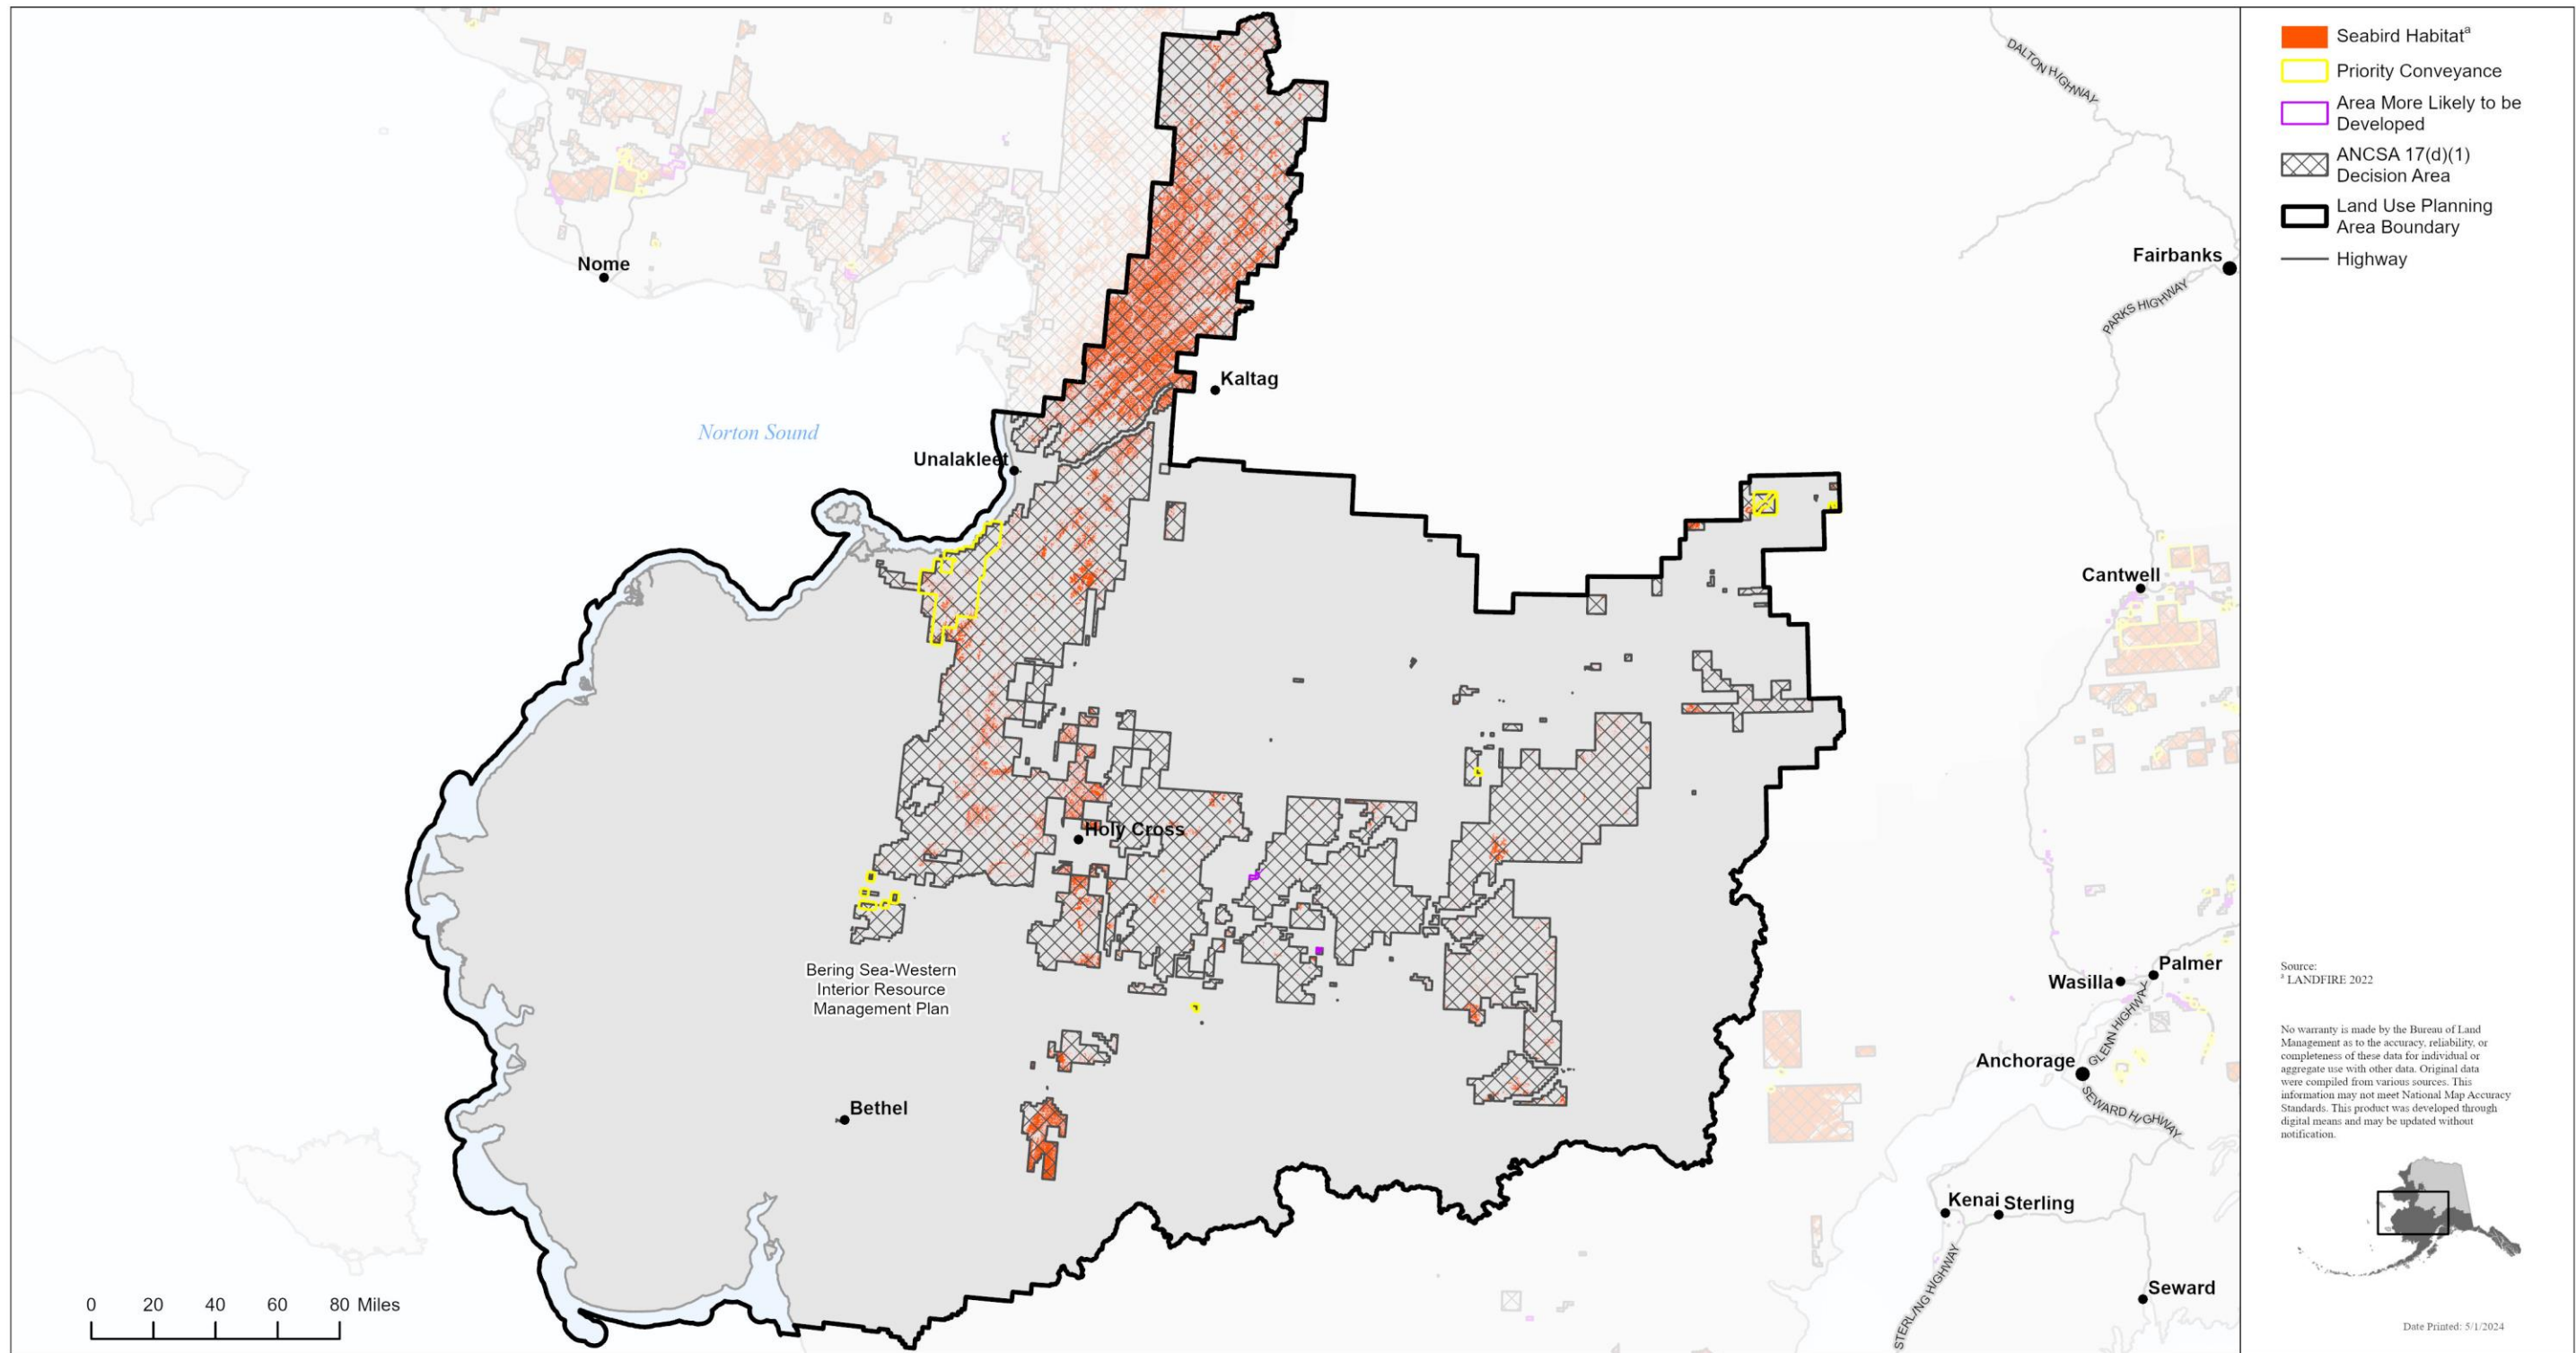 Seabird Habitatᵃ
Priority Conveyance
Area More Likely to be
Developed
ANCSA 17(d)(1)
Decision Area
Land Use Planning
Area Boundary
Highway
DALTON HIGHWAY
Fairbanks
PARKS HIGHWAY
Nome
Kaltag
Norton Sound
Unalakleet
Cantwell
Holy Cross
Bering Sea-Western
Interior Resource
Management Plan
Palmer
Wasilla
GLENN HIGHWAY
Anchorage
SEWARD HIGHWAY
Bethel
Kenai
Sterling
STERLING HIGHWAY
Seward
0 20 40 60 80 Miles
Source:
ᵃ LANDFIRE 2022
No warranty is made by the Bureau of Land
Management as to the accuracy, reliability, or
completeness of these data for individual or
aggregate use with other data. Original data
were compiled from various sources. This
information may not meet National Map Accuracy
Standards. This product was developed through
digital means and may be updated without
notification.
Date Printed: 5/1/2024